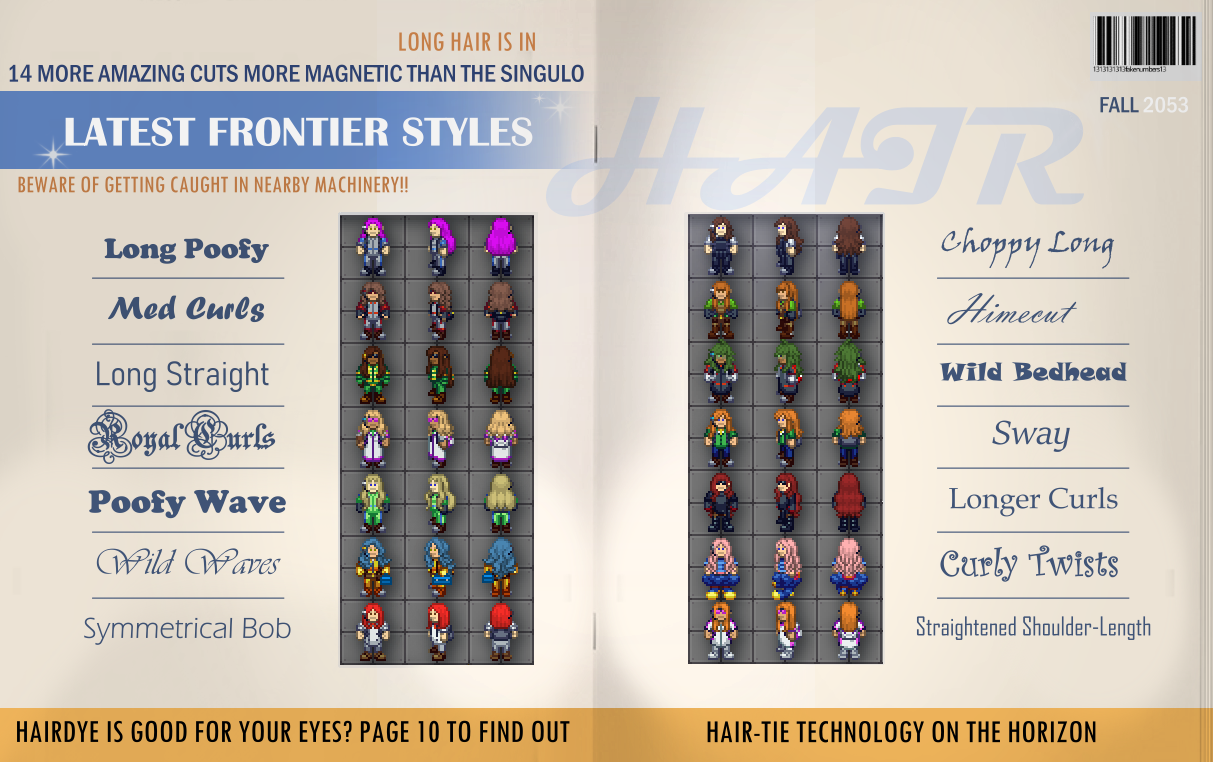 LONG HAIR IS IN
14 MORE AMAZING CUTS MORE MAGNETIC THAN THE SINGULO
LATEST FRONTIER STYLES
BEWARE OF GETTING CAUGHT IN NEARBY MACHINERY!!
Long Poofy
Med Curls
Long Straight
Royal Curls
Poofy Wave
Wild Waves
Symmetrical Bob
HAIRDYE IS GOOD FOR YOUR EYES? PAGE 10 TO FIND OUT
1313131313fakenumbers13
FALL 2053
HAIR
Choppy Long
Himecut
Wild Bedhead
Sway
Longer Curls
Curly Twists
Straightened Shoulder-Length
HAIR-TIE TECHNOLOGY ON THE HORIZON